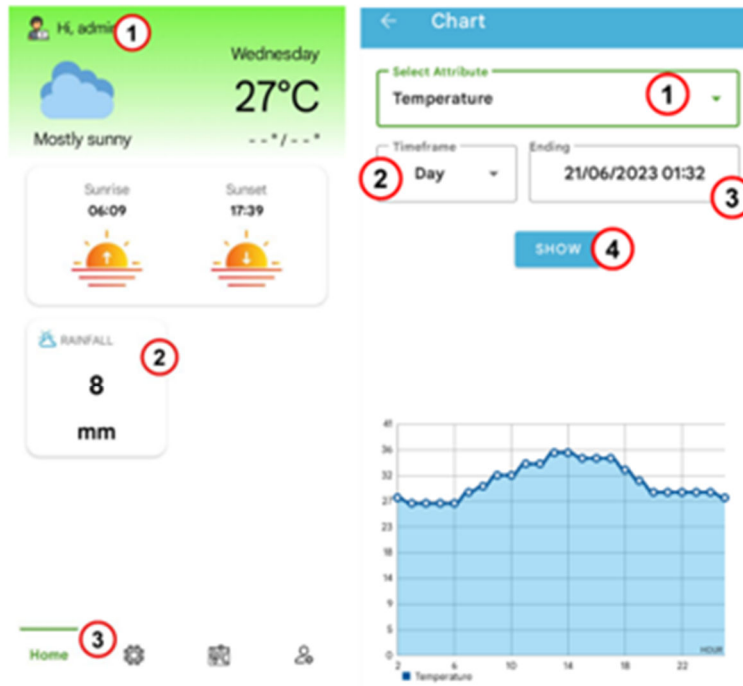 Hi, admin
1
Wednesday
27°C
Mostly sunny
--°/--°
Sunrise
06:09
Sunset
17:39
RAINFALL
2
8
mm
Home
3
Chart
Select Attribute
Temperature
1
Timeframe
Day
2
Ending
21/06/2023 01:32
3
SHOW
4
41
36
32
27
23
18
14
9
5
0
2 6 10 14 18 22
HOUR
Temperature